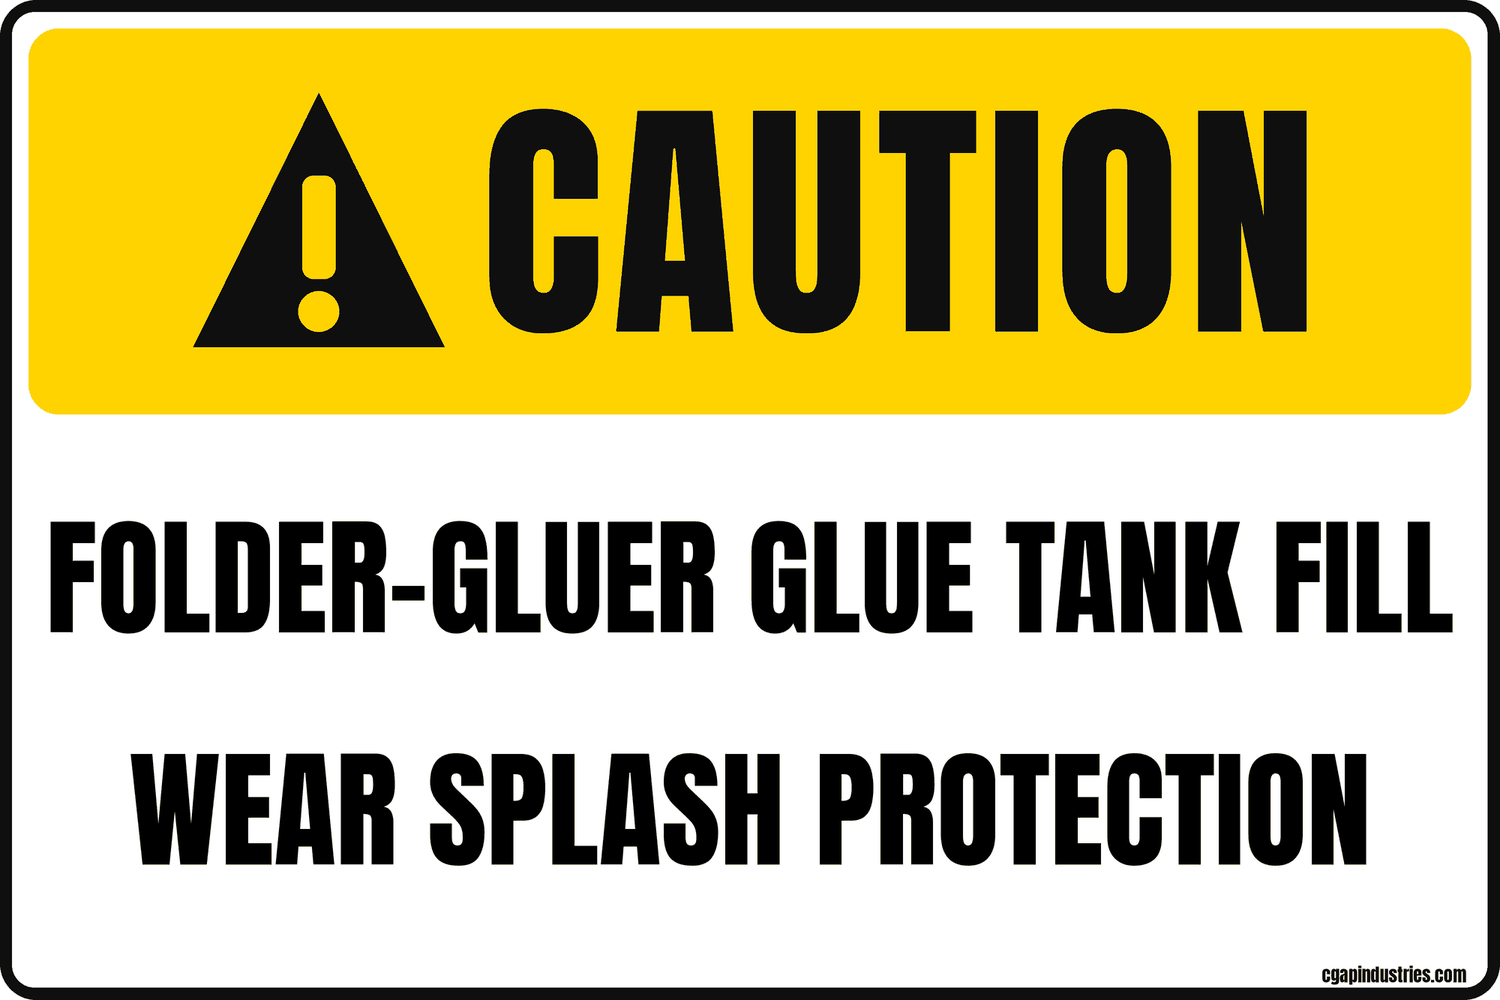 CAUTION
FOLDER-GLUER GLUE TANK FILL
WEAR SPLASH PROTECTION
cgapindustries.com